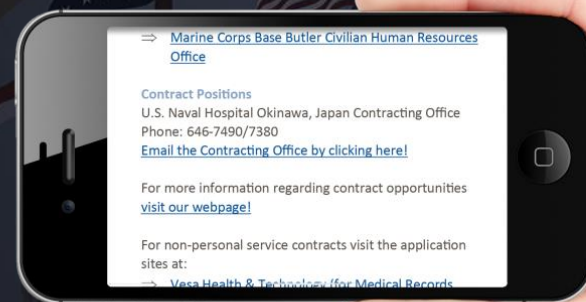 ⇒ Marine Corps Base Butler Civilian Human Resources
Office
Contract Positions
U.S. Naval Hospital Okinawa, Japan Contracting Office
Phone: 646-7490/7380
Email the Contracting Office by clicking here!
For more information regarding contract opportunities
visit our webpage!
For non-personal service contracts visit the application
sites at:
⇒ Vesa Health & Technology (for Medical Records